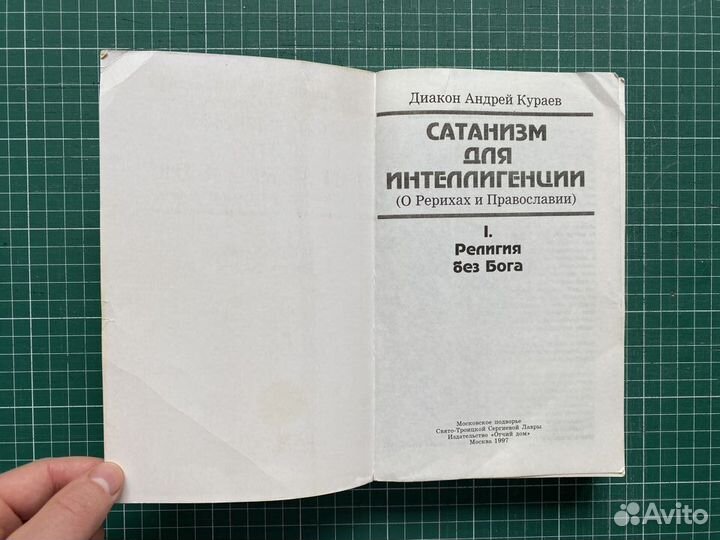 Диакон Андрей Кураев
САТАНИЗМ
ДЛЯ
ИНТЕЛЛИГЕНЦИИ
(О Рерихах и Православии)
I.
Религия
без Бога
Московское подворье
Свято-Троицкой Сергиевой Лавры
Издательство «Отчий дом»
Москва 1997
Avito